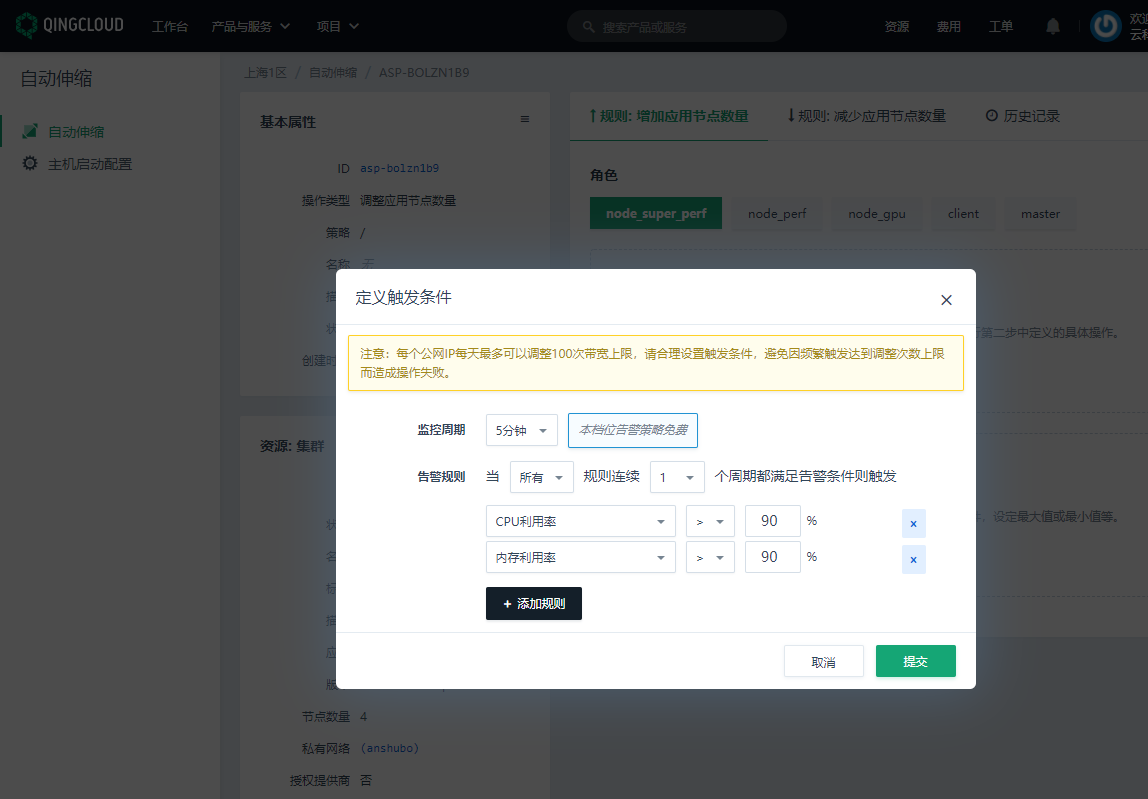 QINGCLOUD 工作台 产品与服务 项目 搜索产品或服务 资源 费用 工单
自动伸缩
自动伸缩
主机启动配置
上海1区 / 自动伸缩 / ASP-BOLZN1B9
基本属性
ID asp-bolzn1b9
操作类型 调整应用节点数量
策略 /
名称 无
创建时
资源: 集群
节点数量 4
私有网络 (anshubo)
授权提供商 否
规则: 增加应用节点数量 规则: 减少应用节点数量 历史记录
角色
node_super_perf node_perf node_gpu client master
第二步中定义的具体操作。
设定最大值或最小值等。
定义触发条件
注意：每个公网IP每天最多可以调整100次带宽上限，请合理设置触发条件，避免因频繁触发达到调整次数上限
而造成操作失败。
监控周期 5分钟 本档位告警策略免费
告警规则 当 所有 规则连续 1 个周期都满足告警条件则触发
CPU利用率 > 90 % ×
内存利用率 > 90 % ×
+ 添加规则
取消 提交